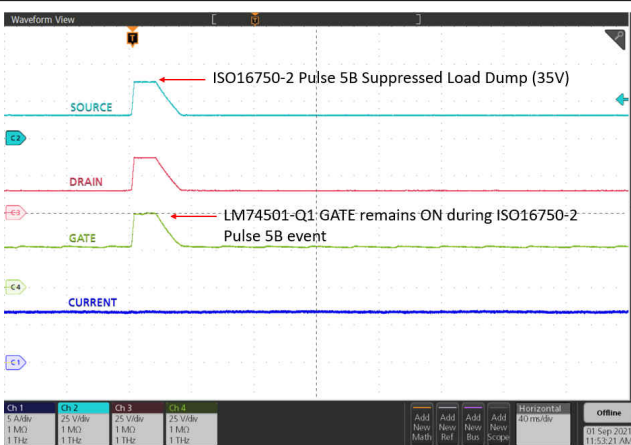 Waveform View
T
T
ISO16750-2 Pulse 5B Suppressed Load Dump (35V)
SOURCE
C2
DRAIN
C3
LM74501-Q1 GATE remains ON during ISO16750-2
Pulse 5B event
GATE
C4
CURRENT
C1
Ch 1
5 A/div
1 MΩ
1 THz
Ch 2
25 V/div
1 MΩ
1 THz
Ch 3
25 V/div
1 MΩ
1 THz
Ch 4
25 V/div
1 MΩ
1 THz
Add New Math
Add New Ref
Add New Bus
Add New Scope
Horizontal
40 ms/div
Offline
01 Sep 2021
11:53:21